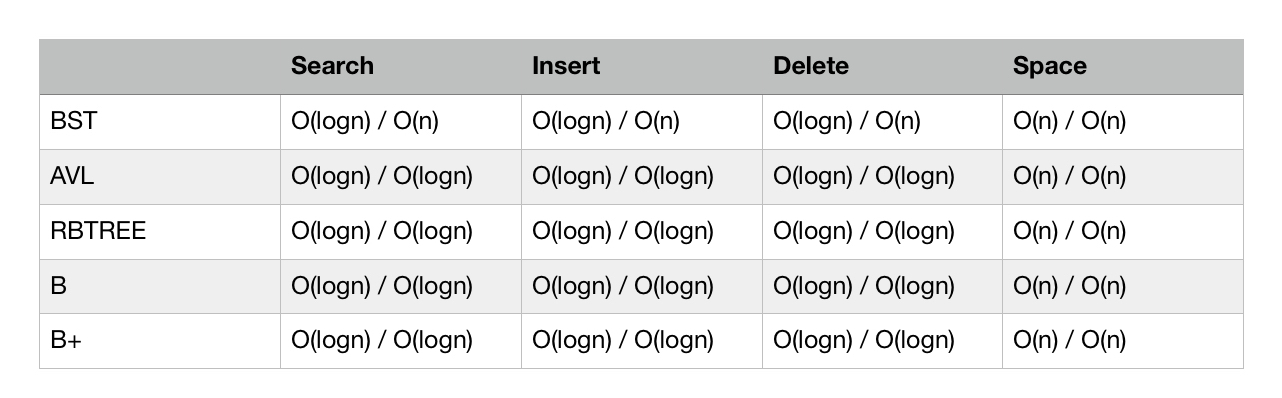 Search Insert Delete Space
BST O(logn) / O(n) O(logn) / O(n) O(logn) / O(n) O(n) / O(n)
AVL O(logn) / O(logn) O(logn) / O(logn) O(logn) / O(logn) O(n) / O(n)
RBTREE O(logn) / O(logn) O(logn) / O(logn) O(logn) / O(logn) O(n) / O(n)
B O(logn) / O(logn) O(logn) / O(logn) O(logn) / O(logn) O(n) / O(n)
B+ O(logn) / O(logn) O(logn) / O(logn) O(logn) / O(logn) O(n) / O(n)